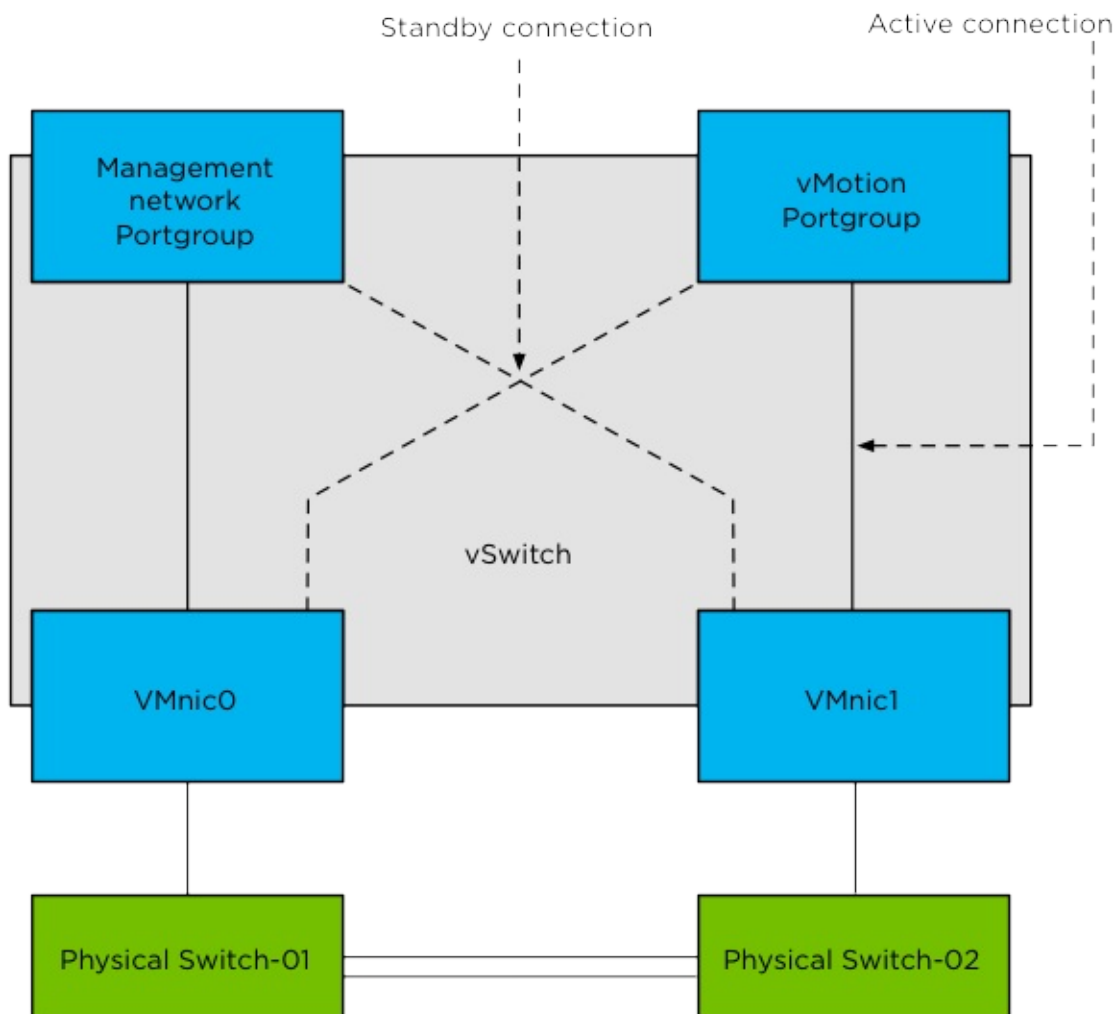 Standby connection
Active connection
Management
network
Portgroup
vMotion
Portgroup
vSwitch
VMnic0
VMnic1
Physical Switch-01
Physical Switch-02